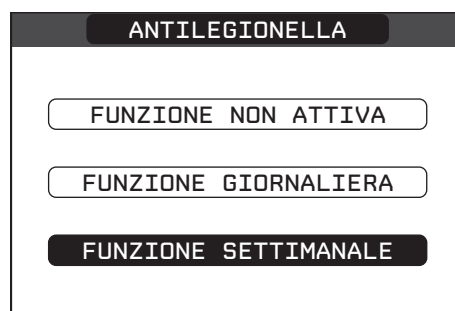 ANTILEGIONELLA
FUNZIONE NON ATTIVA
FUNZIONE GIORNALIERA
FUNZIONE SETTIMANALE